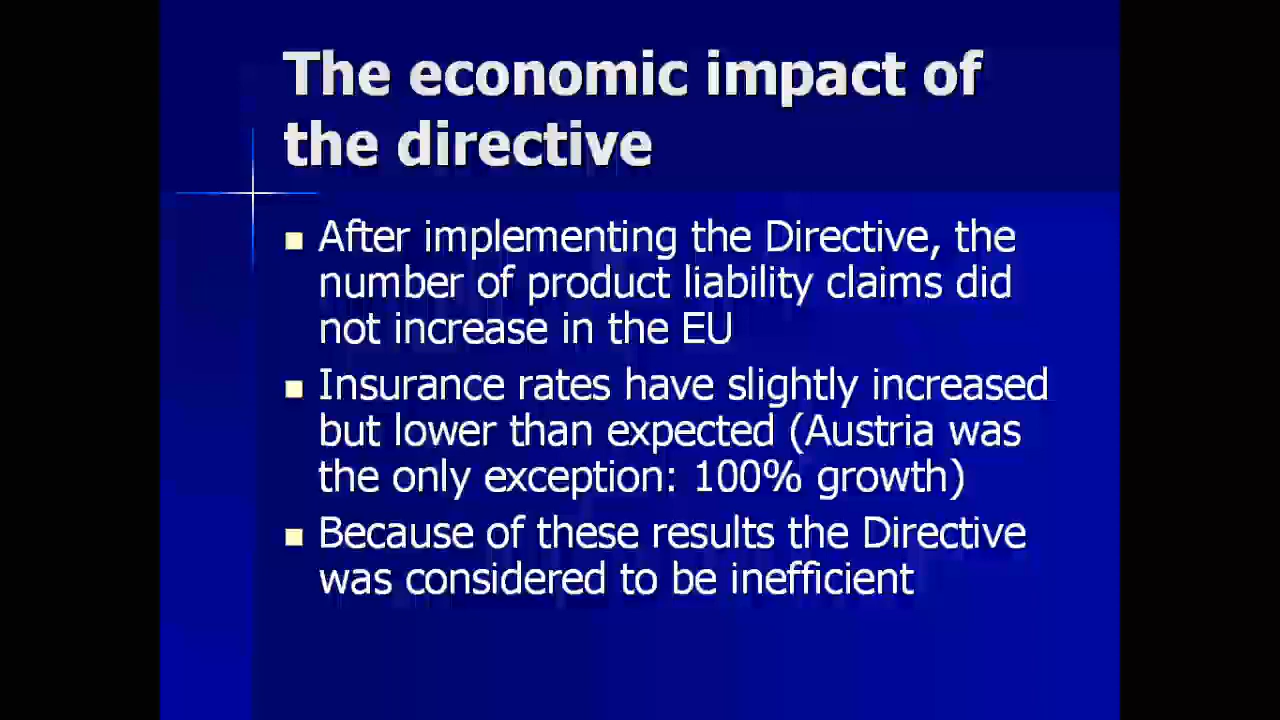 The economic impact of
the directive
After implementing the Directive, the
number of product liability claims did
not increase in the EU
Insurance rates have slightly increased
but lower than expected (Austria was
the only exception: 100% growth)
Because of these results the Directive
was considered to be inefficient